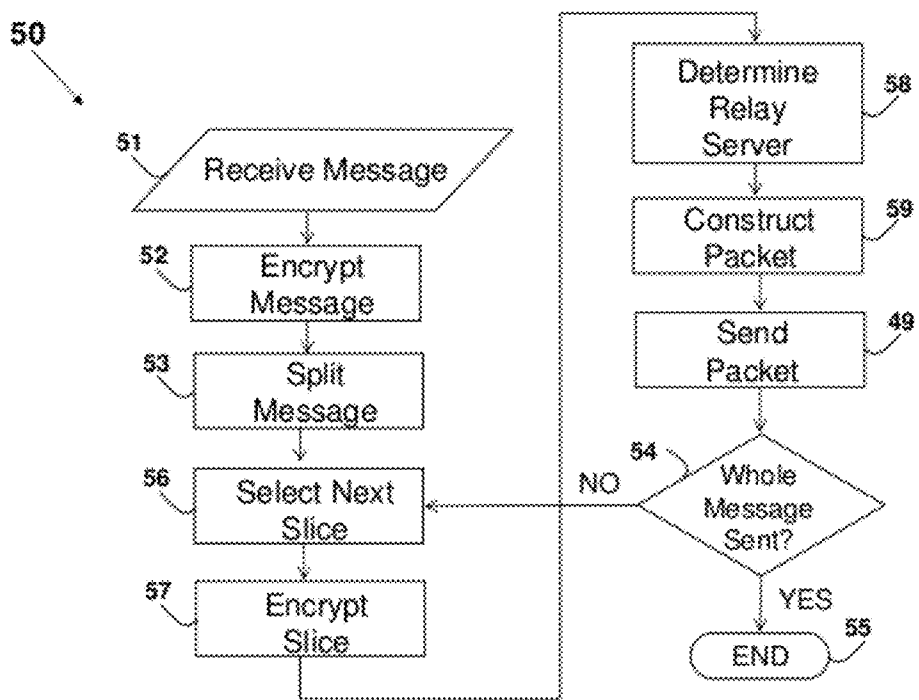 50
51
Receive Message
52
Encrypt
Message
53
Split
Message
56
Select Next
Slice
57
Encrypt
Slice
Determine
Relay
Server
58
Construct
Packet
59
Send
Packet
49
54
Whole
Message
Sent?
NO
YES
END
55